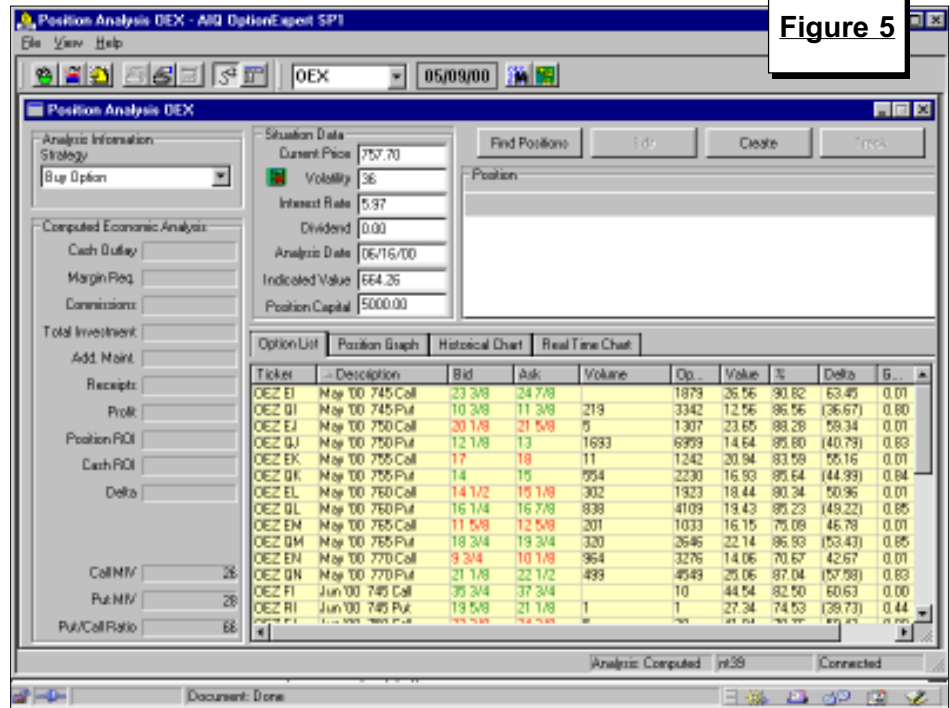 Figure 5
Position Analysis OEX - AIQ OptionExpert SP1
File View Help
OEX 05/09/00
Position Analysis OEX
Analysis Information
Strategy
Buy Option
Situation Data
Current Price 757.70
Volatility 36
Interest Rate 5.97
Dividend 0.00
Analysis Date 06/16/00
Indicated Value 664.26
Position Capital 5000.00
Find Positions Edit Create Track
Position
Computed Economic Analysis
Cash Outlay
Margin Req.
Commissions
Total Investment
Add. Maint.
Receipts
Profit
Position ROI
Cash ROI
Delta
Call MIV 26
Put MIV 28
Put/Call Ratio 66
Option List Position Graph Historical Chart Real Time Chart
Ticker Description Bid Ask Volume Op... Value % Delta G...
OEZ EI May '00 745 Call 23 3/8 24 7/8 1879 26.56 90.82 63.45 0.01
OEZ QI May '00 745 Put 10 3/8 11 3/8 219 3342 12.56 86.56 (36.67) 0.80
OEZ EJ May '00 750 Call 20 1/8 21 5/8 5 1307 23.65 88.28 59.34 0.01
OEZ QJ May '00 750 Put 12 1/8 13 1693 6959 14.64 85.80 (40.79) 0.83
OEZ EK May '00 755 Call 17 18 11 1242 20.94 83.59 55.16 0.01
OEZ QK May '00 755 Put 14 15 554 2230 16.93 85.64 (44.99) 0.84
OEZ EL May '00 760 Call 14 1/2 15 1/8 302 1923 18.44 80.34 50.96 0.01
OEZ QL May '00 760 Put 16 1/4 16 7/8 838 4109 19.43 85.23 (49.22) 0.85
OEZ EM May '00 765 Call 11 5/8 12 5/8 201 1033 16.15 75.09 46.78 0.01
OEZ QM May '00 765 Put 18 3/4 19 3/4 320 2646 22.14 86.93 (53.43) 0.85
OEZ EN May '00 770 Call 9 3/4 10 1/8 964 3276 14.06 70.67 42.67 0.01
OEZ QN May '00 770 Put 21 1/8 22 1/2 499 4549 25.06 87.04 (57.58) 0.83
OEZ FI Jun '00 745 Call 35 3/4 37 3/4 10 44.54 82.50 60.63 0.00
OEZ RI Jun '00 745 Put 19 5/8 21 1/8 1 1 27.34 74.53 (39.73) 0.44
Analysis: Computed int39 Connected
Document: Done